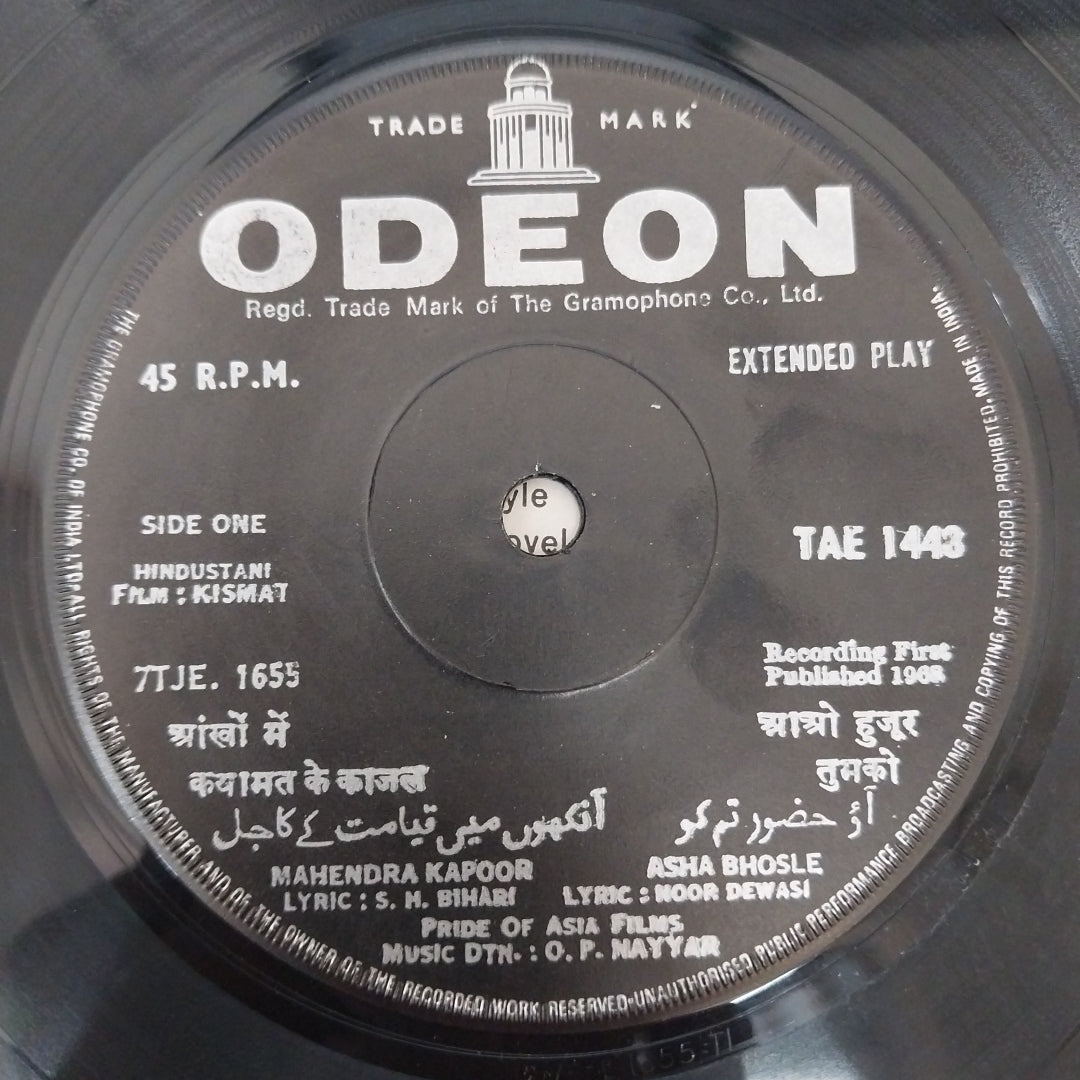 TRADE MARK
ODEON
Regd. Trade Mark of The Gramophone Co., Ltd.
45 R.P.M.
EXTENDED PLAY
yle
ovel
SIDE ONE
TAE 1443
HINDUSTANI
FILM : KISMAT
7TJE. 1655
Recording First
Published 1968
आंखों में
क़यामत के काजल
आओ हुजूर
तुमको
آنکھوں میں قیامت کے کاجل
آؤ حضور تم کو
MAHENDRA KAPOOR
LYRIC : S. H. BIHARI
ASHA BHOSLE
LYRIC : NOOR DEWASI
PRIDE OF ASIA FILMS
MUSIC DTN. : O. P. NAYYAR
THE GRAMOPHONE CO. OF INDIA LTD. ALL RIGHTS OF THE MANUFACTURER AND OF THE OWNER OF THE RECORDED WORK RESERVED-UNAUTHORISED PUBLIC PERFORMANCE BROADCASTING AND COPYING OF THIS RECORD PROHIBITED. MADE IN INDIA.